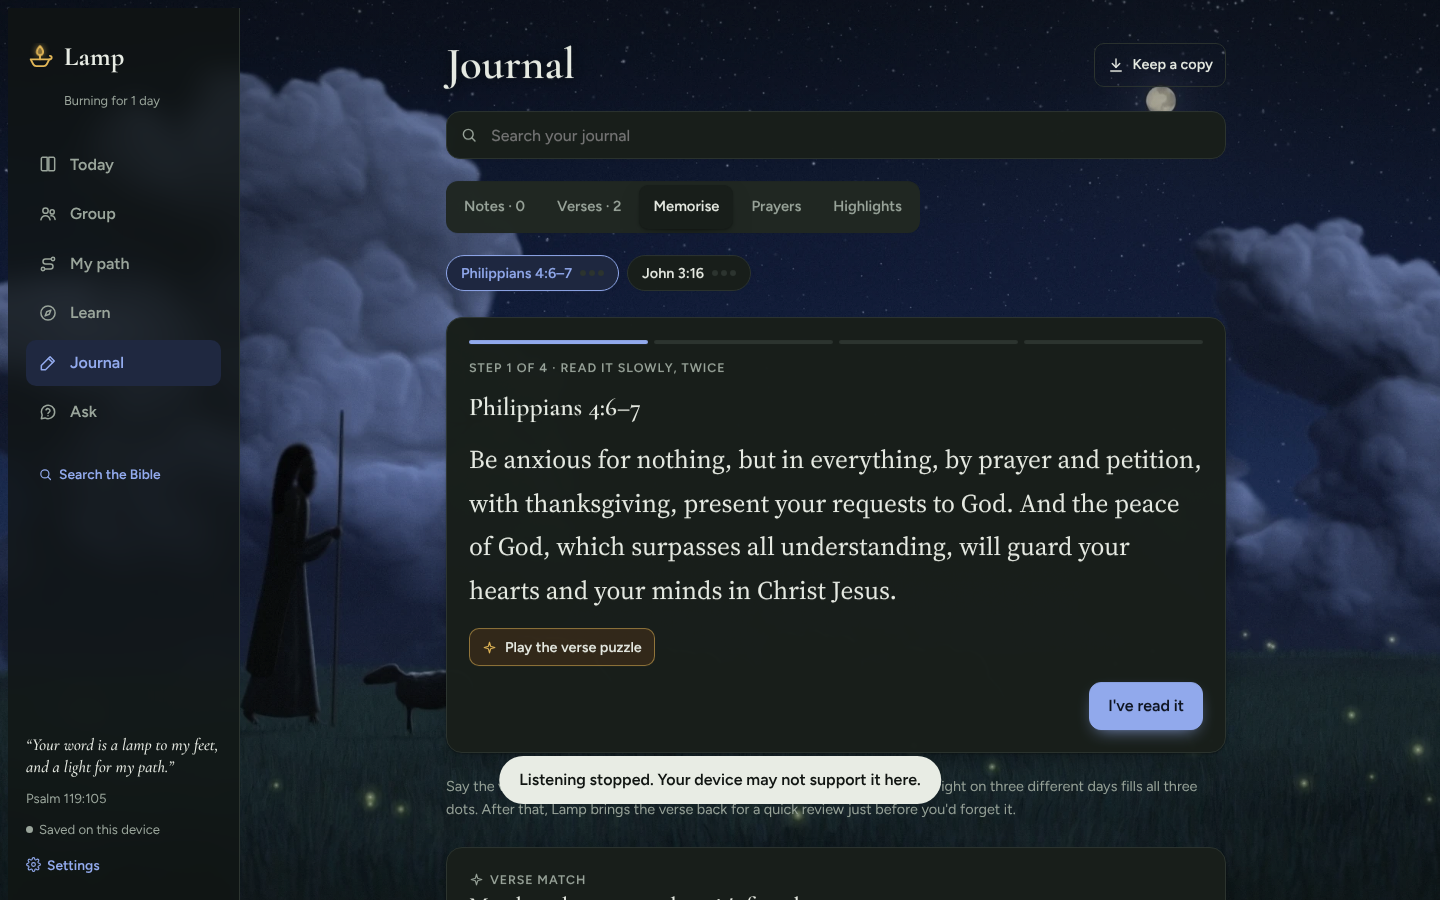 Lamp
Burning for 1 day
Today
Group
My path
Learn
Journal
Ask
Search the Bible
“Your word is a lamp to my feet,
and a light for my path.”
Psalm 119:105
Saved on this device
Settings
Journal
Keep a copy
Search your journal
Notes · 0
Verses · 2
Memorise
Prayers
Highlights
Philippians 4:6–7
John 3:16
STEP 1 OF 4 · READ IT SLOWLY, TWICE
Philippians 4:6–7
Be anxious for nothing, but in everything, by prayer and petition,
with thanksgiving, present your requests to God. And the peace
of God, which surpasses all understanding, will guard your
hearts and your minds in Christ Jesus.
Play the verse puzzle
I've read it
Listening stopped. Your device may not support it here.
Say the
ight on three different days fills all three
dots. After that, Lamp brings the verse back for a quick review just before you'd forget it.
VERSE MATCH